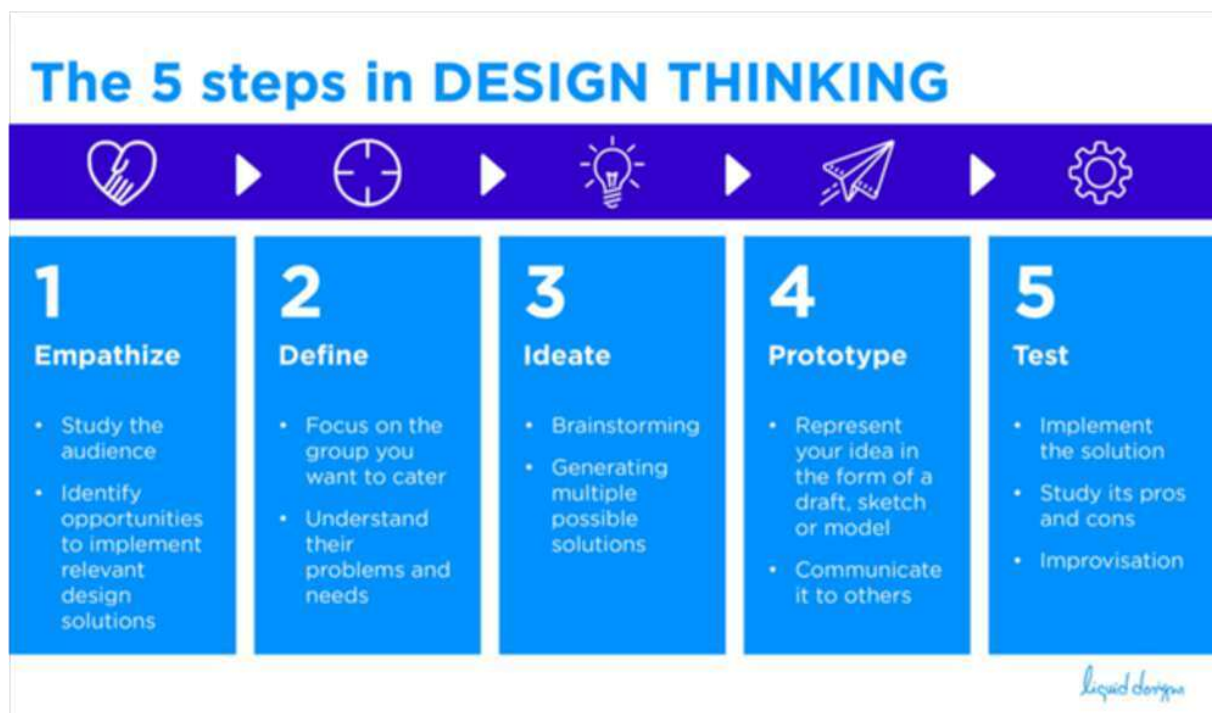 The 5 steps in DESIGN THINKING
1
Empathize
• Study the
audience
• Identify
opportunities
to implement
relevant
design
solutions
2
Define
• Focus on the
group you
want to cater
• Understand
their
problems and
needs
3
Ideate
• Brainstorming
• Generating
multiple
possible
solutions
4
Prototype
• Represent
your idea in
the form of a
draft, sketch
or model
• Communicate
it to others
5
Test
• Implement
the solution
• Study its pros
and cons
• Improvisation
liquid designs